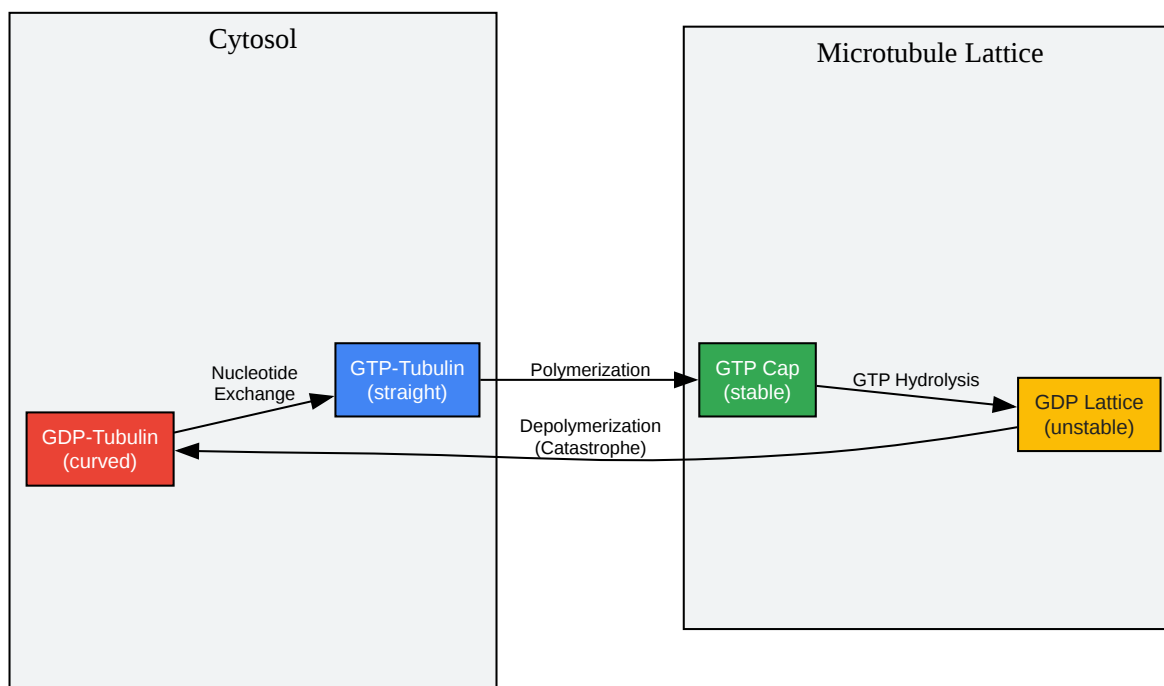 Cytosol
Microtubule Lattice
Nucleotide
Exchange
GDP-Tubulin
(curved)
GTP-Tubulin
(straight)
Polymerization
Depolymerization
(Catastrophe)
GTP Cap
(stable)
GTP Hydrolysis
GDP Lattice
(unstable)